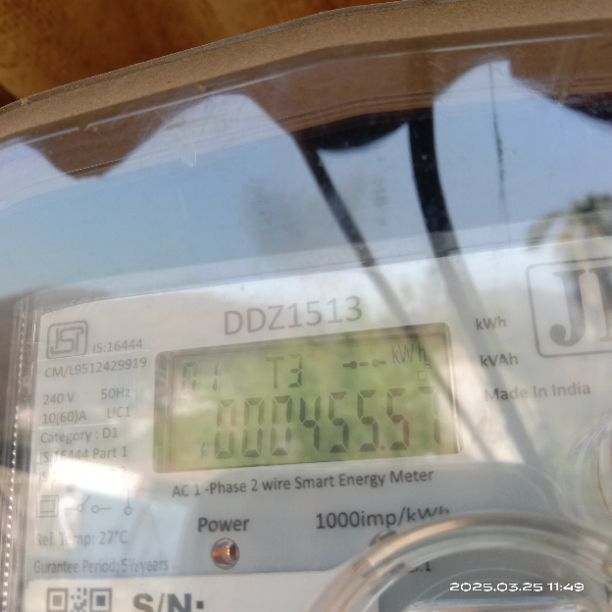 DDZ1513
IS:16444
CM/L9512429919
240 V 50Hz
10(60)A UC1
Category : D1
IS:16444 Part 1
T3 kWh
000455.57
kWh
kVAh
Made In India
AC 1 -Phase 2 wire Smart Energy Meter
Power
1000imp/kWh
Ref. Temp: 27°C
Gurantee Period: 5½ years
S/N:
2025.03.25 11:49